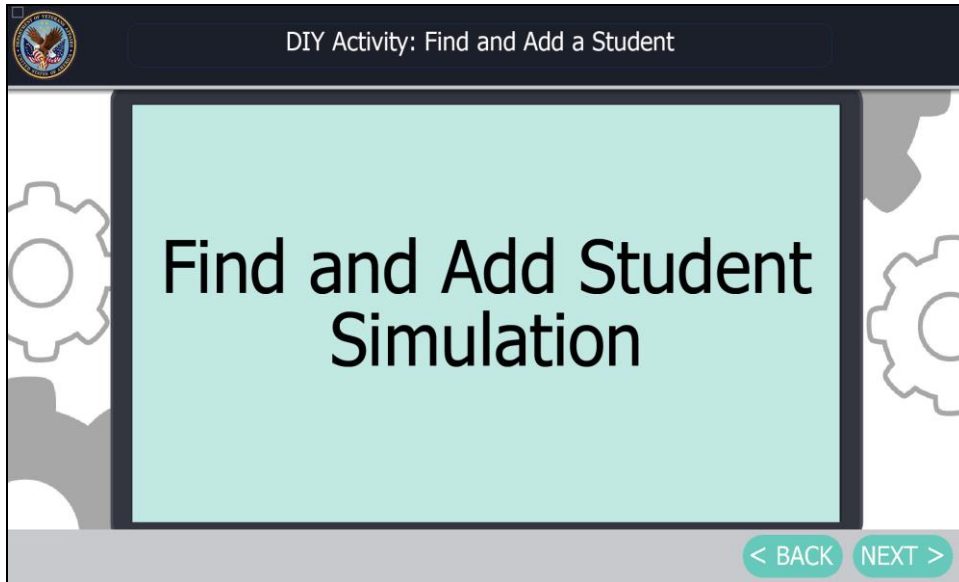 DIY Activity: Find and Add a Student
Find and Add Student
Simulation
< BACK
NEXT >